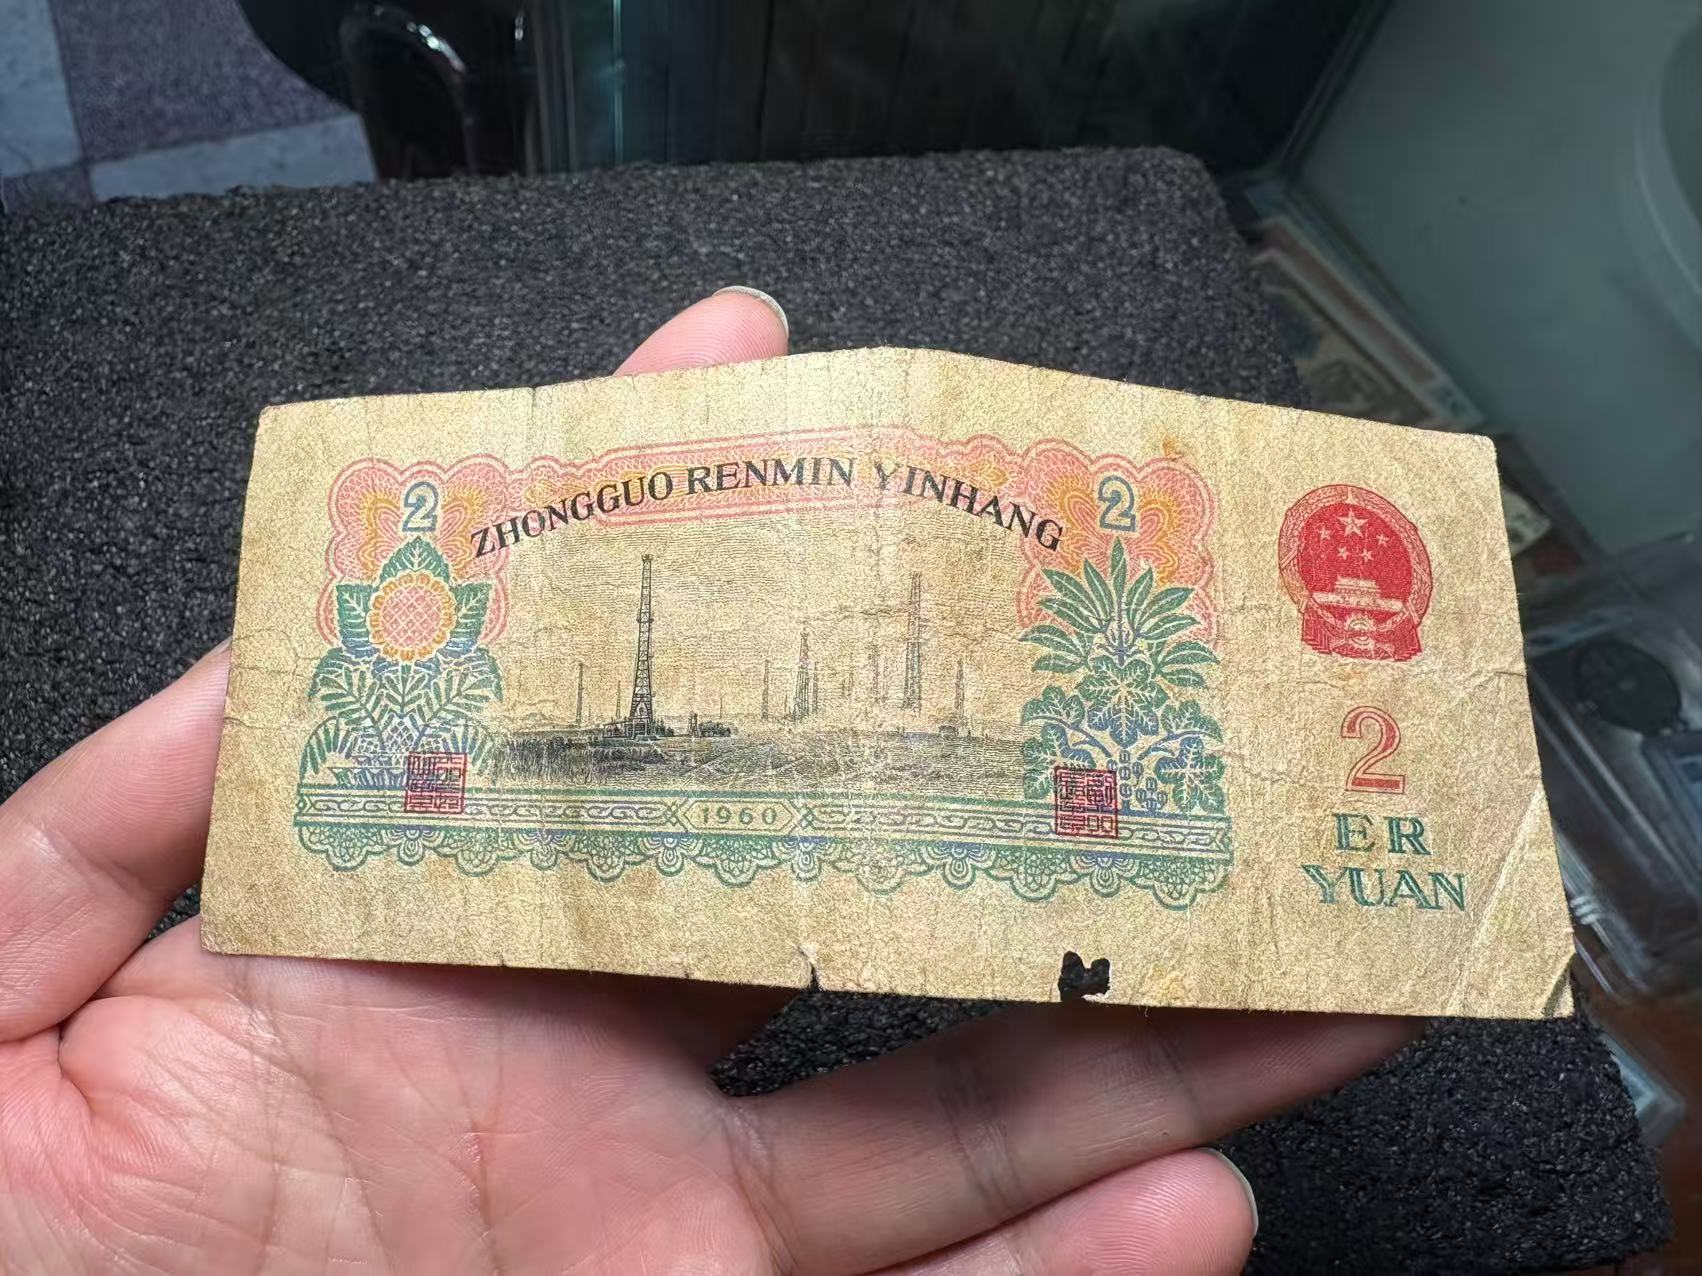 2
ZHONGGUO RENMIN YINHANG
2
1960
2
ER
YUAN